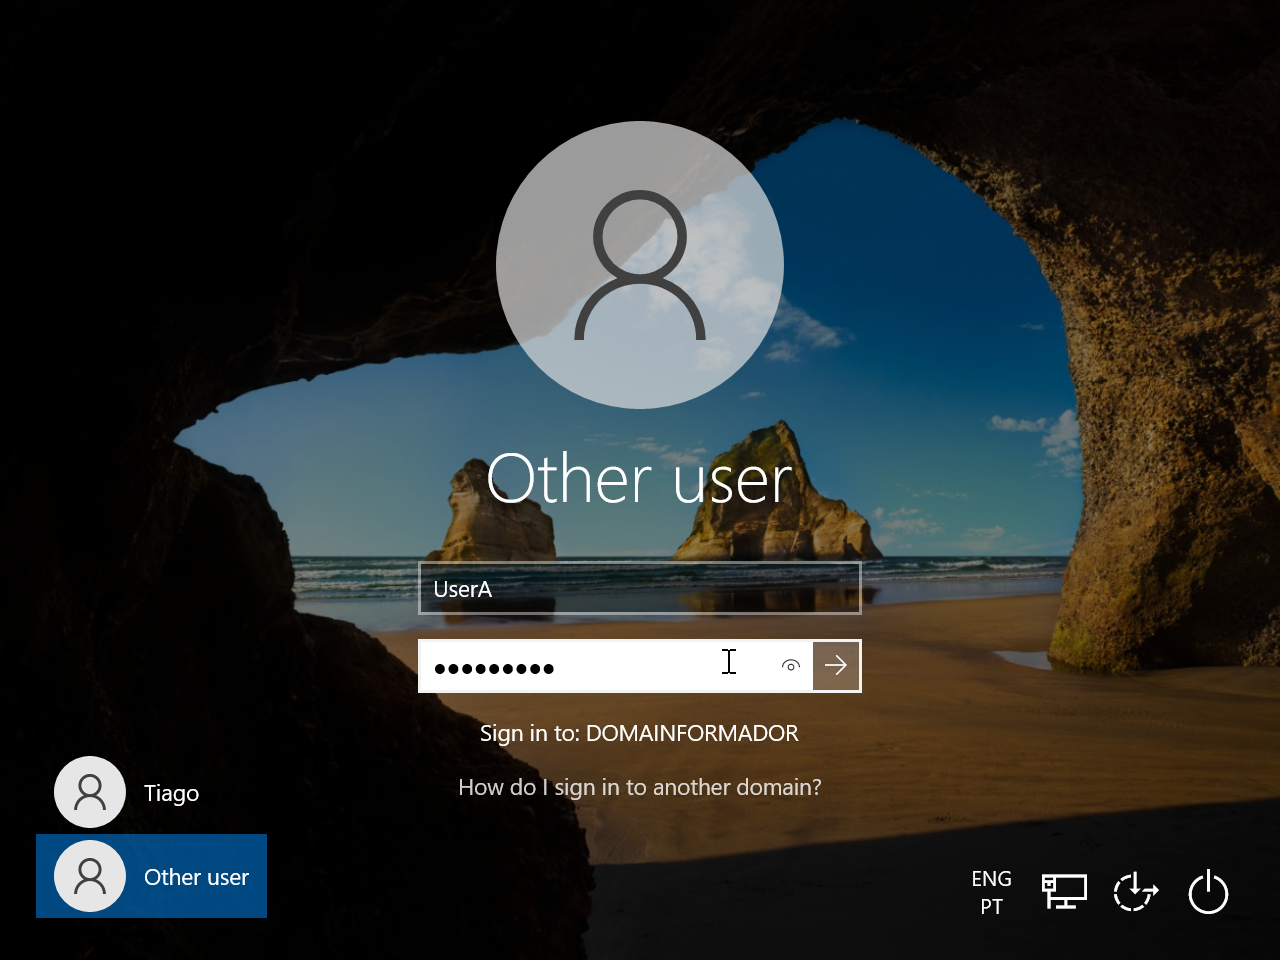 Other user
UserA
Sign in to: DOMAINFORMADOR
How do I sign in to another domain?
Tiago
Other user
ENG
PT